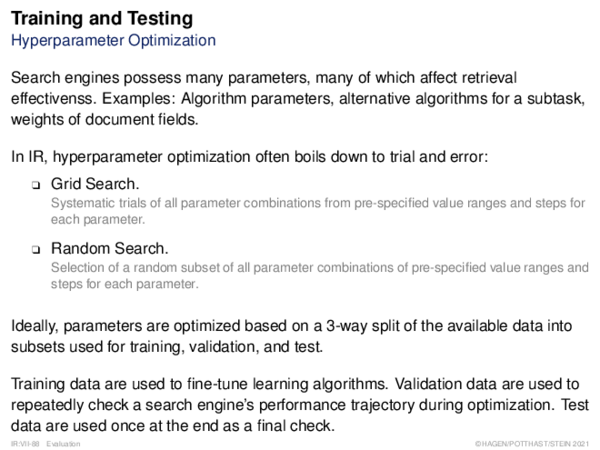 Training and Testing
Hyperparameter Optimization
Search engines possess many parameters, many of which affect retrieval
effectivenss. Examples: Algorithm parameters, alternative algorithms for a subtask,
weights of document fields.
In IR, hyperparameter optimization often boils down to trial and error:
❑ Grid Search.
Systematic trials of all parameter combinations from pre-specified value ranges and steps for
each parameter.
❑ Random Search.
Selection of a random subset of all parameter combinations of pre-specified value ranges and
steps for each parameter.
Ideally, parameters are optimized based on a 3-way split of the available data into
subsets used for training, validation, and test.
Training data are used to fine-tune learning algorithms. Validation data are used to
repeatedly check a search engine's performance trajectory during optimization. Test
data are used once at the end as a final check.
IR:VII-88 Evaluation ©HAGEN/POTTHAST/STEIN 2021